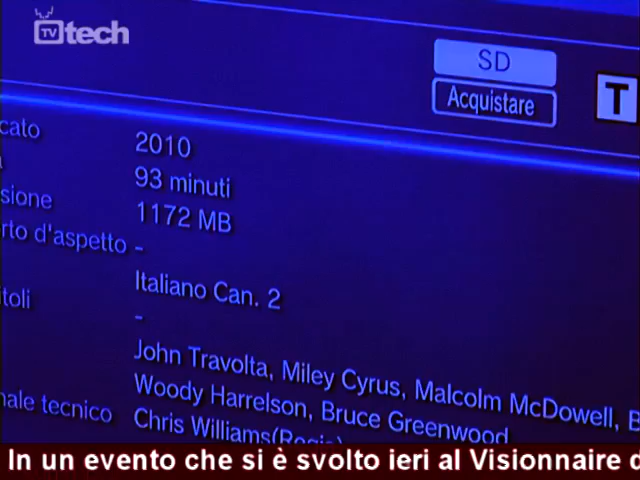 TV tech
SD
Acquistare
T
cato 2010
93 minuti
sione 1172 MB
rto d'aspetto -
Italiano Can. 2
itoli -
John Travolta, Miley Cyrus, Malcolm McDowell, B
Woody Harrelson, Bruce Greenwood
nale tecnico Chris Williams(Regia)
In un evento che si è svolto ieri al Visionnaire d